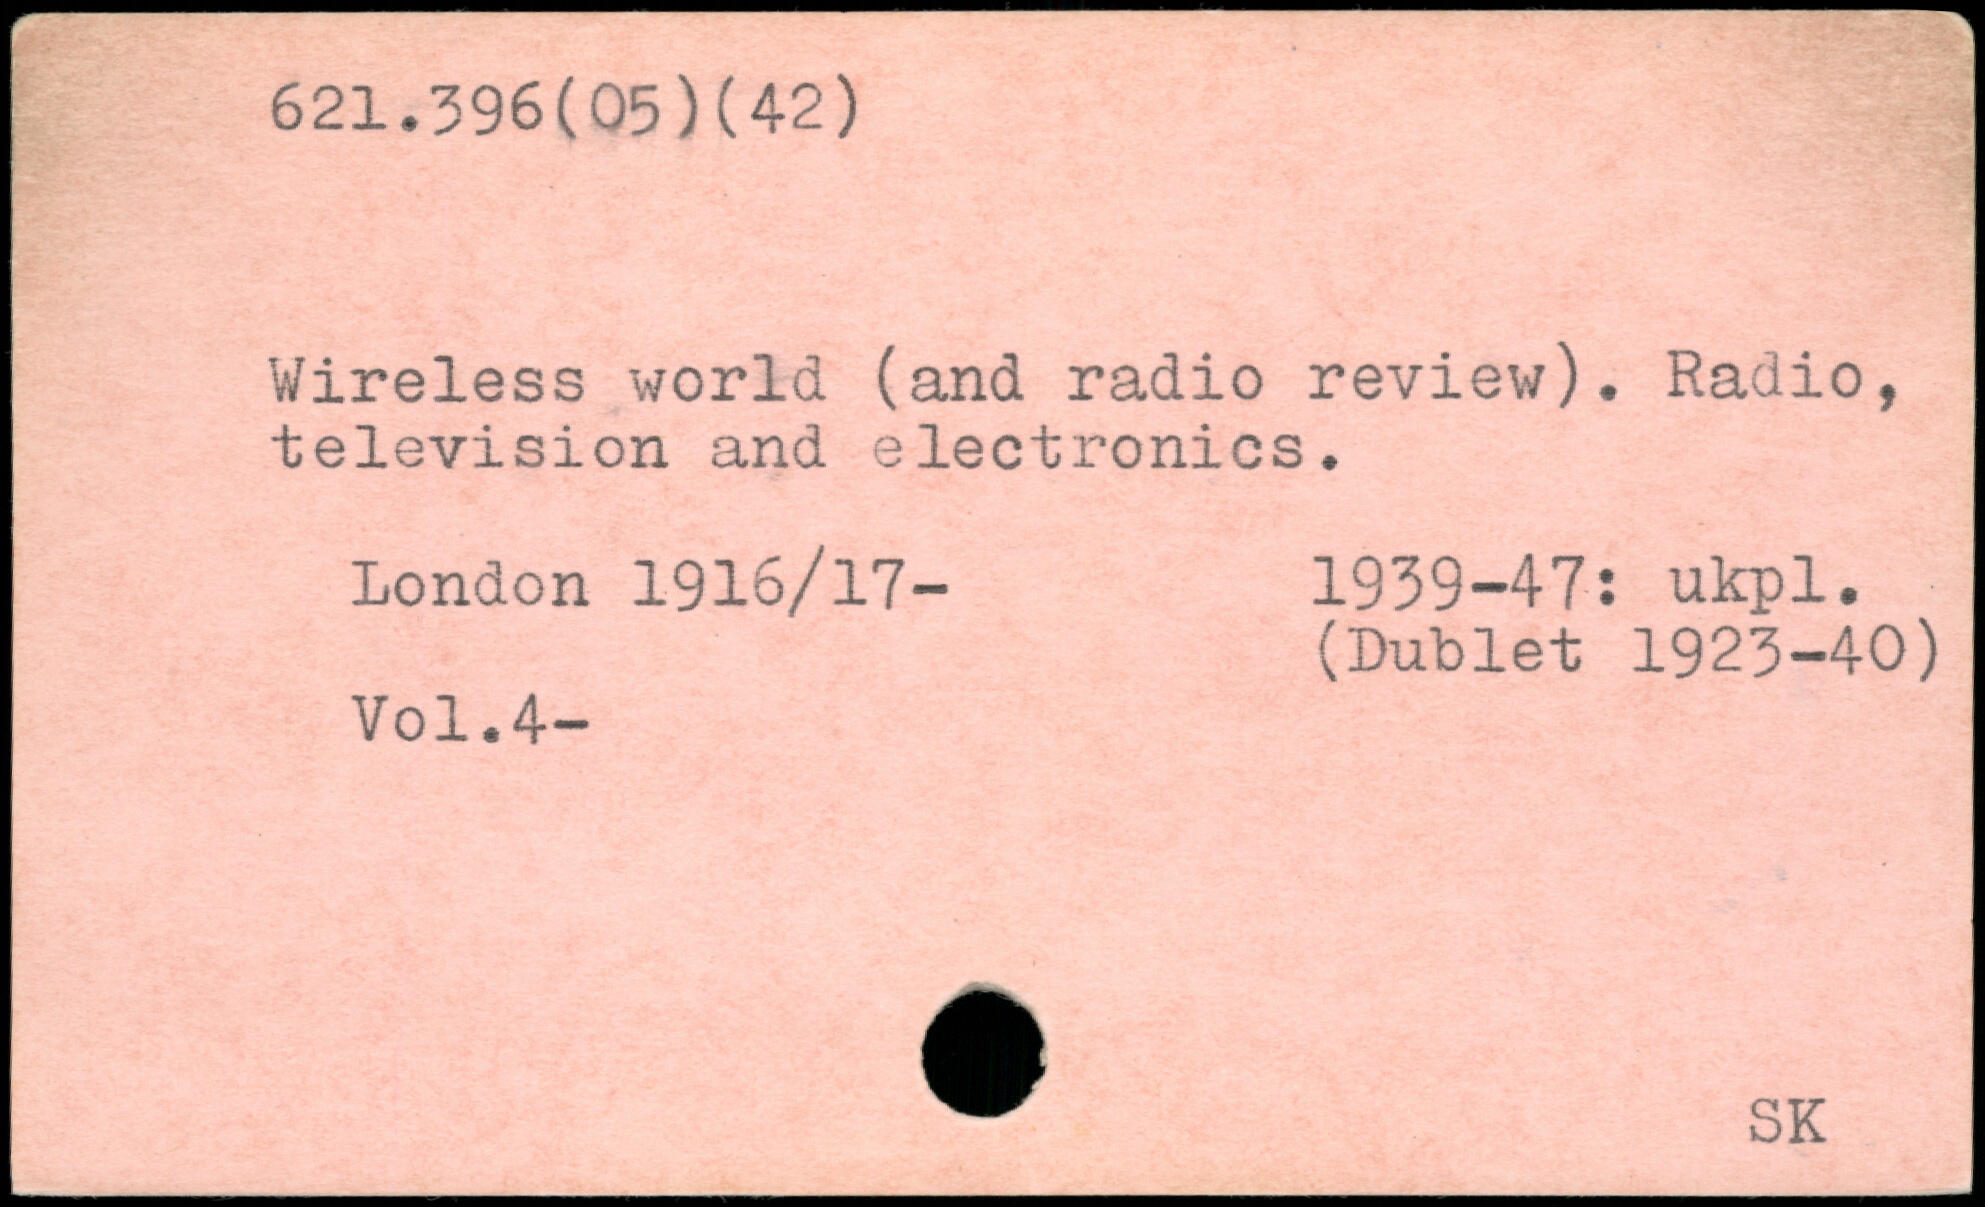 621.396(05)(42)
Wireless world (and radio review). Radio,
television and electronics.
London 1916/17- 1939-47: ukpl.
(Dublet 1923-40)
Vol.4-
SK